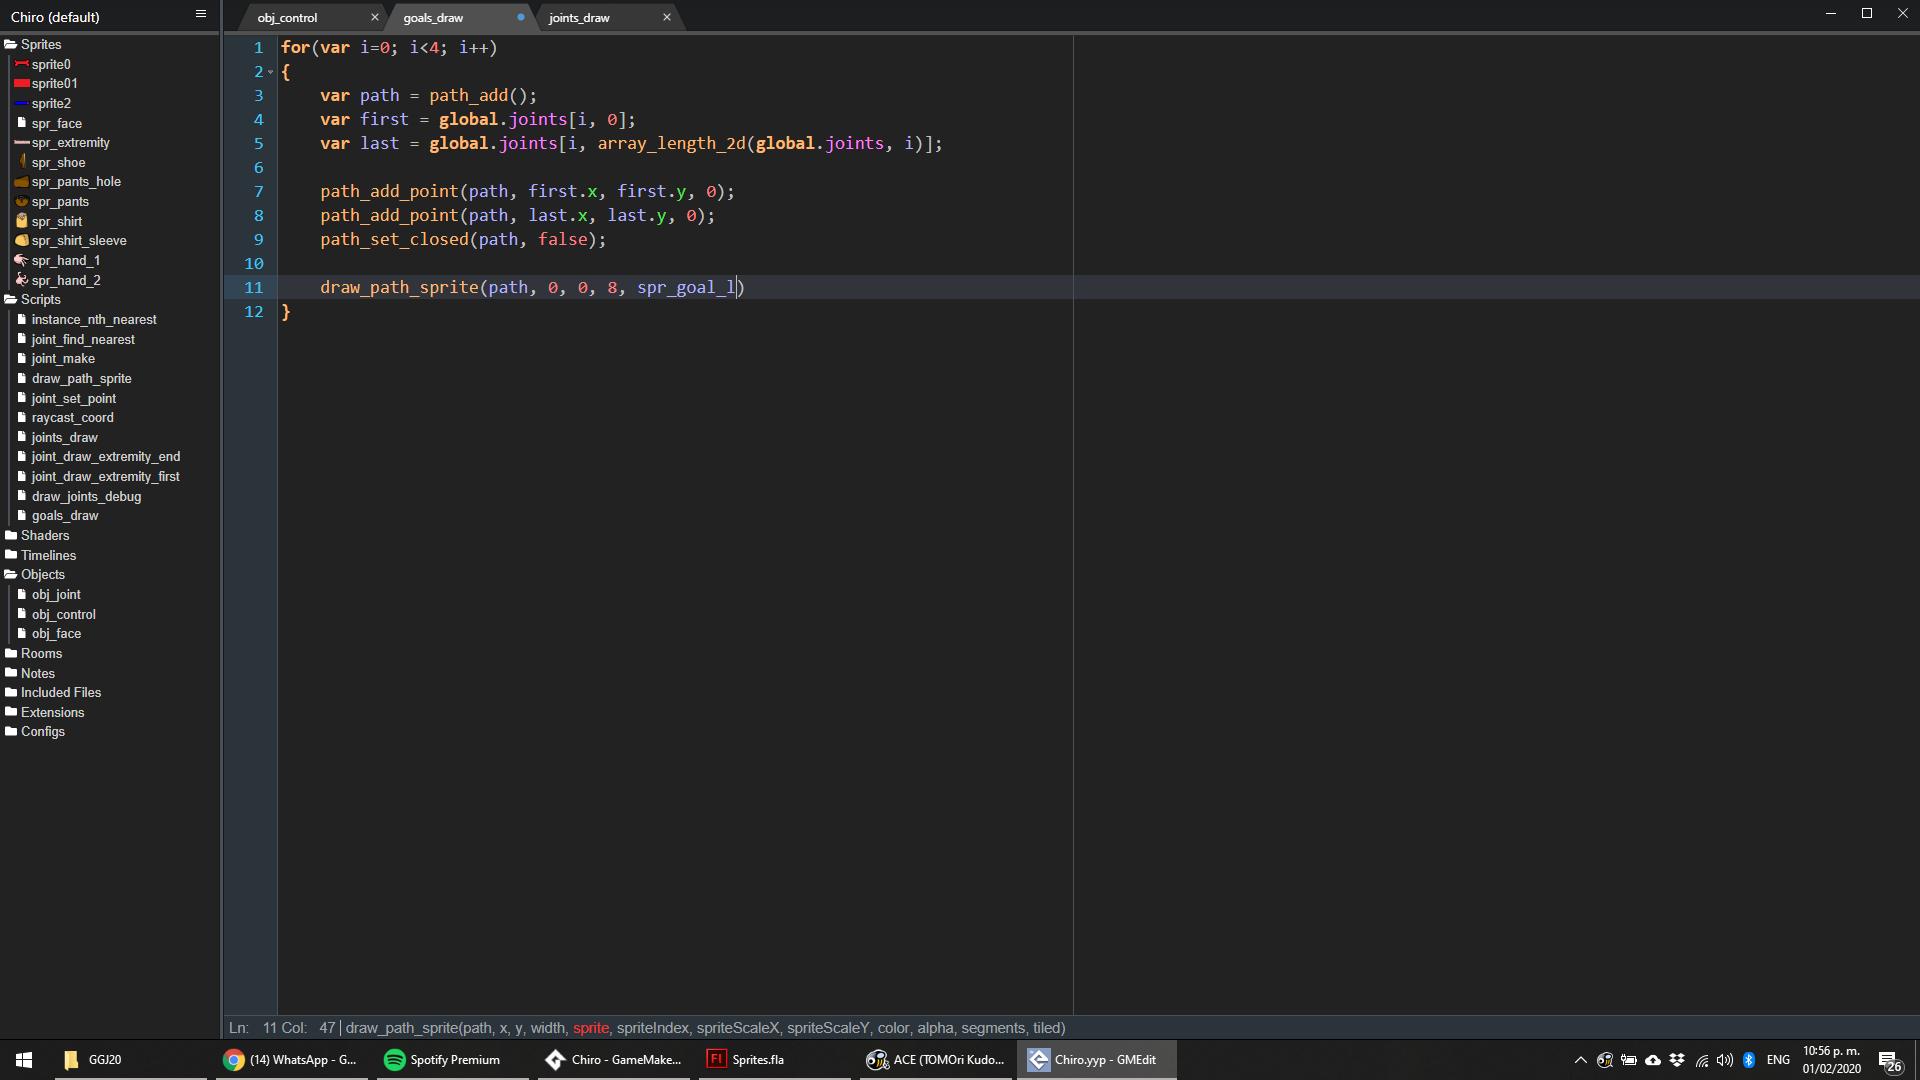 Chiro (default)
obj_control
goals_draw
joints_draw
Sprites
sprite0
sprite01
sprite2
spr_face
spr_extremity
spr_shoe
spr_pants_hole
spr_pants
spr_shirt
spr_shirt_sleeve
spr_hand_1
spr_hand_2
Scripts
instance_nth_nearest
joint_find_nearest
joint_make
draw_path_sprite
joint_set_point
raycast_coord
joints_draw
joint_draw_extremity_end
joint_draw_extremity_first
draw_joints_debug
goals_draw
Shaders
Timelines
Objects
obj_joint
obj_control
obj_face
Rooms
Notes
Included Files
Extensions
Configs
1 for(var i=0; i<4; i++)
2 {
3 var path = path_add();
4 var first = global.joints[i, 0];
5 var last = global.joints[i, array_length_2d(global.joints, i)];
6
7 path_add_point(path, first.x, first.y, 0);
8 path_add_point(path, last.x, last.y, 0);
9 path_set_closed(path, false);
10
11 draw_path_sprite(path, 0, 0, 8, spr_goal_l)
12 }
Ln: 11 Col: 47 draw_path_sprite(path, x, y, width, sprite, spriteIndex, spriteScaleX, spriteScaleY, color, alpha, segments, tiled)
GGJ20
(14) WhatsApp - G...
Spotify Premium
Chiro - GameMake...
Fl
Sprites.fla
ACE (TOMOri Kudo...
Chiro.yyp - GMEdit
ENG
10:56 p. m.
01/02/2020
26